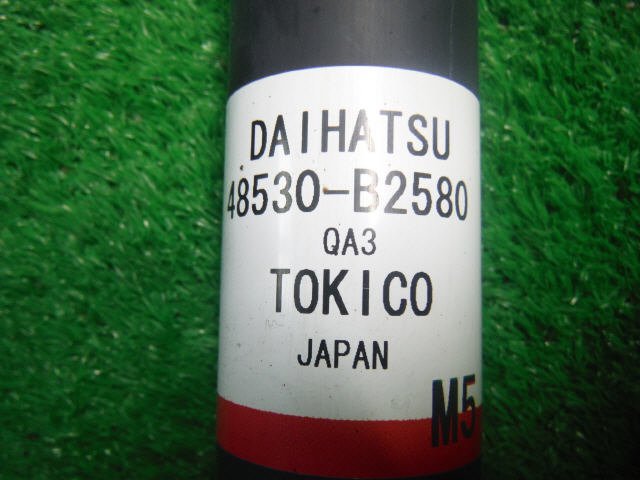 DAIHATSU
48530-B2580
QA3
TOKICO
JAPAN
M5